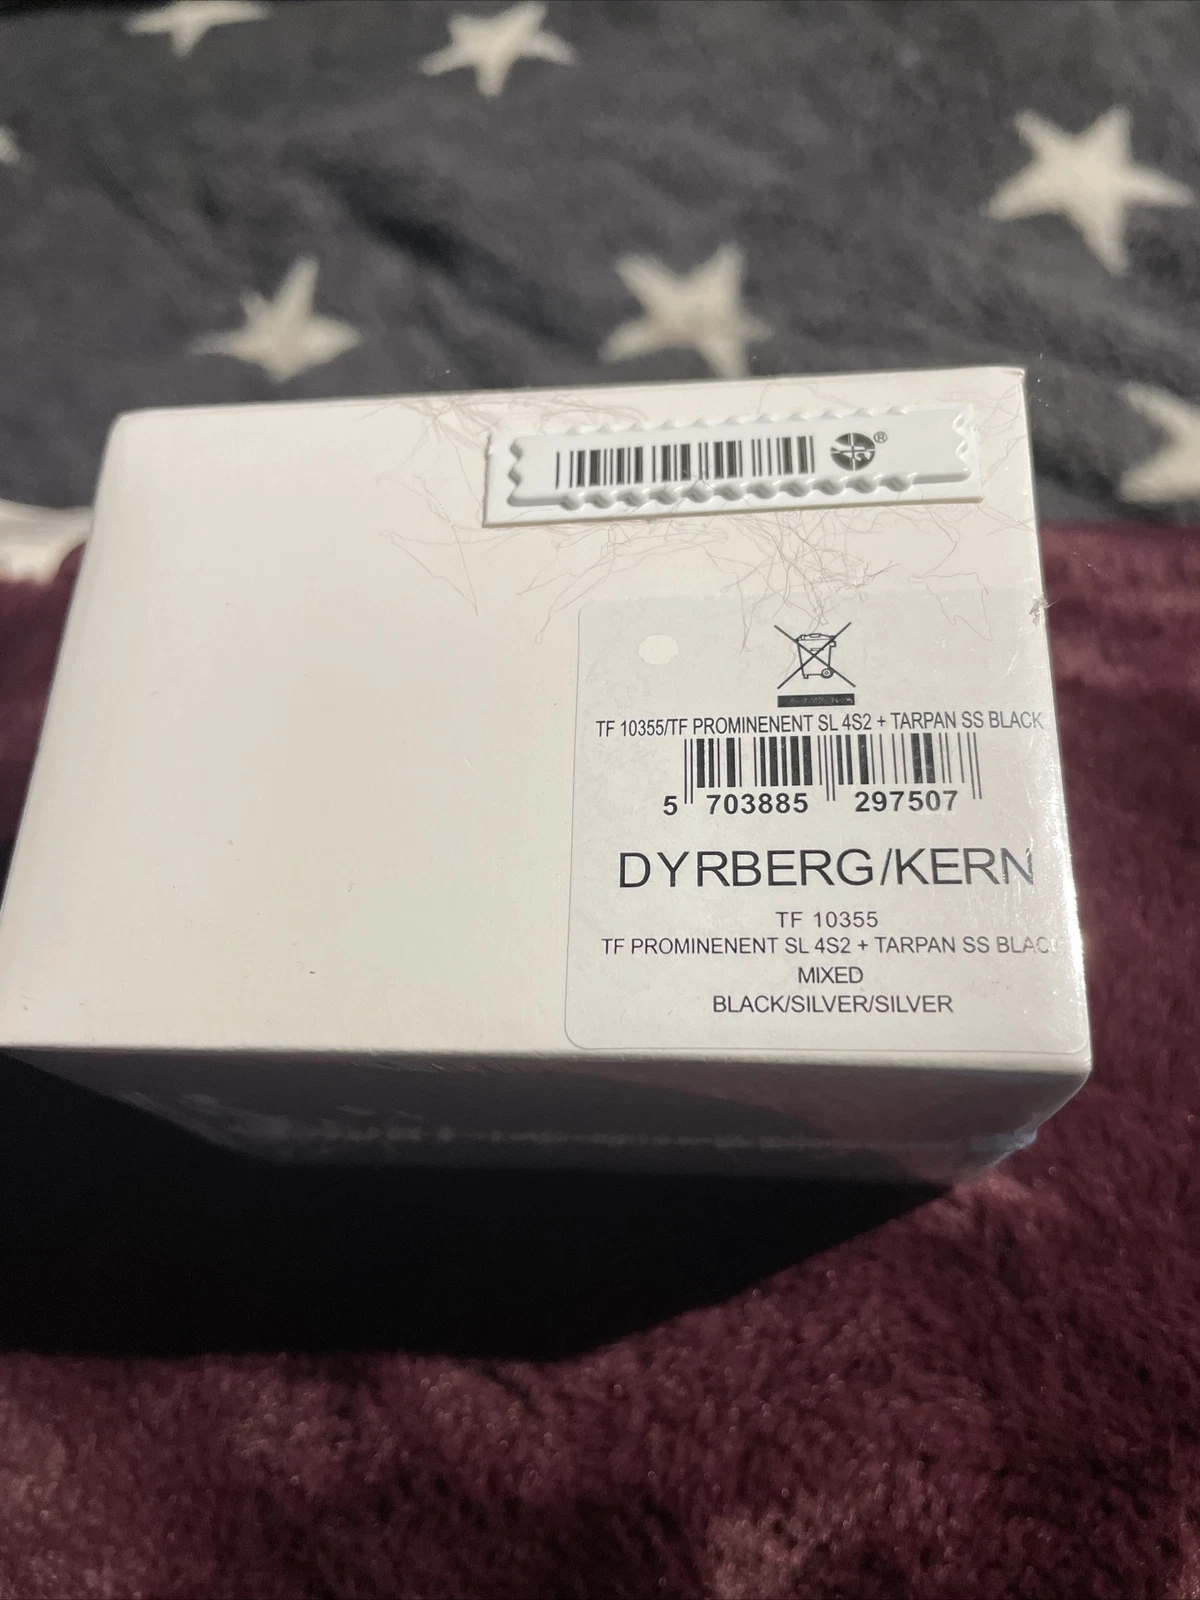 ®
TF 10355/TF PROMINENENT SL 4S2 + TARPAN SS BLACK
5 703885 297507
DYRBERG/KERN
TF 10355
TF PROMINENENT SL 4S2 + TARPAN SS BLAC
MIXED
BLACK/SILVER/SILVER